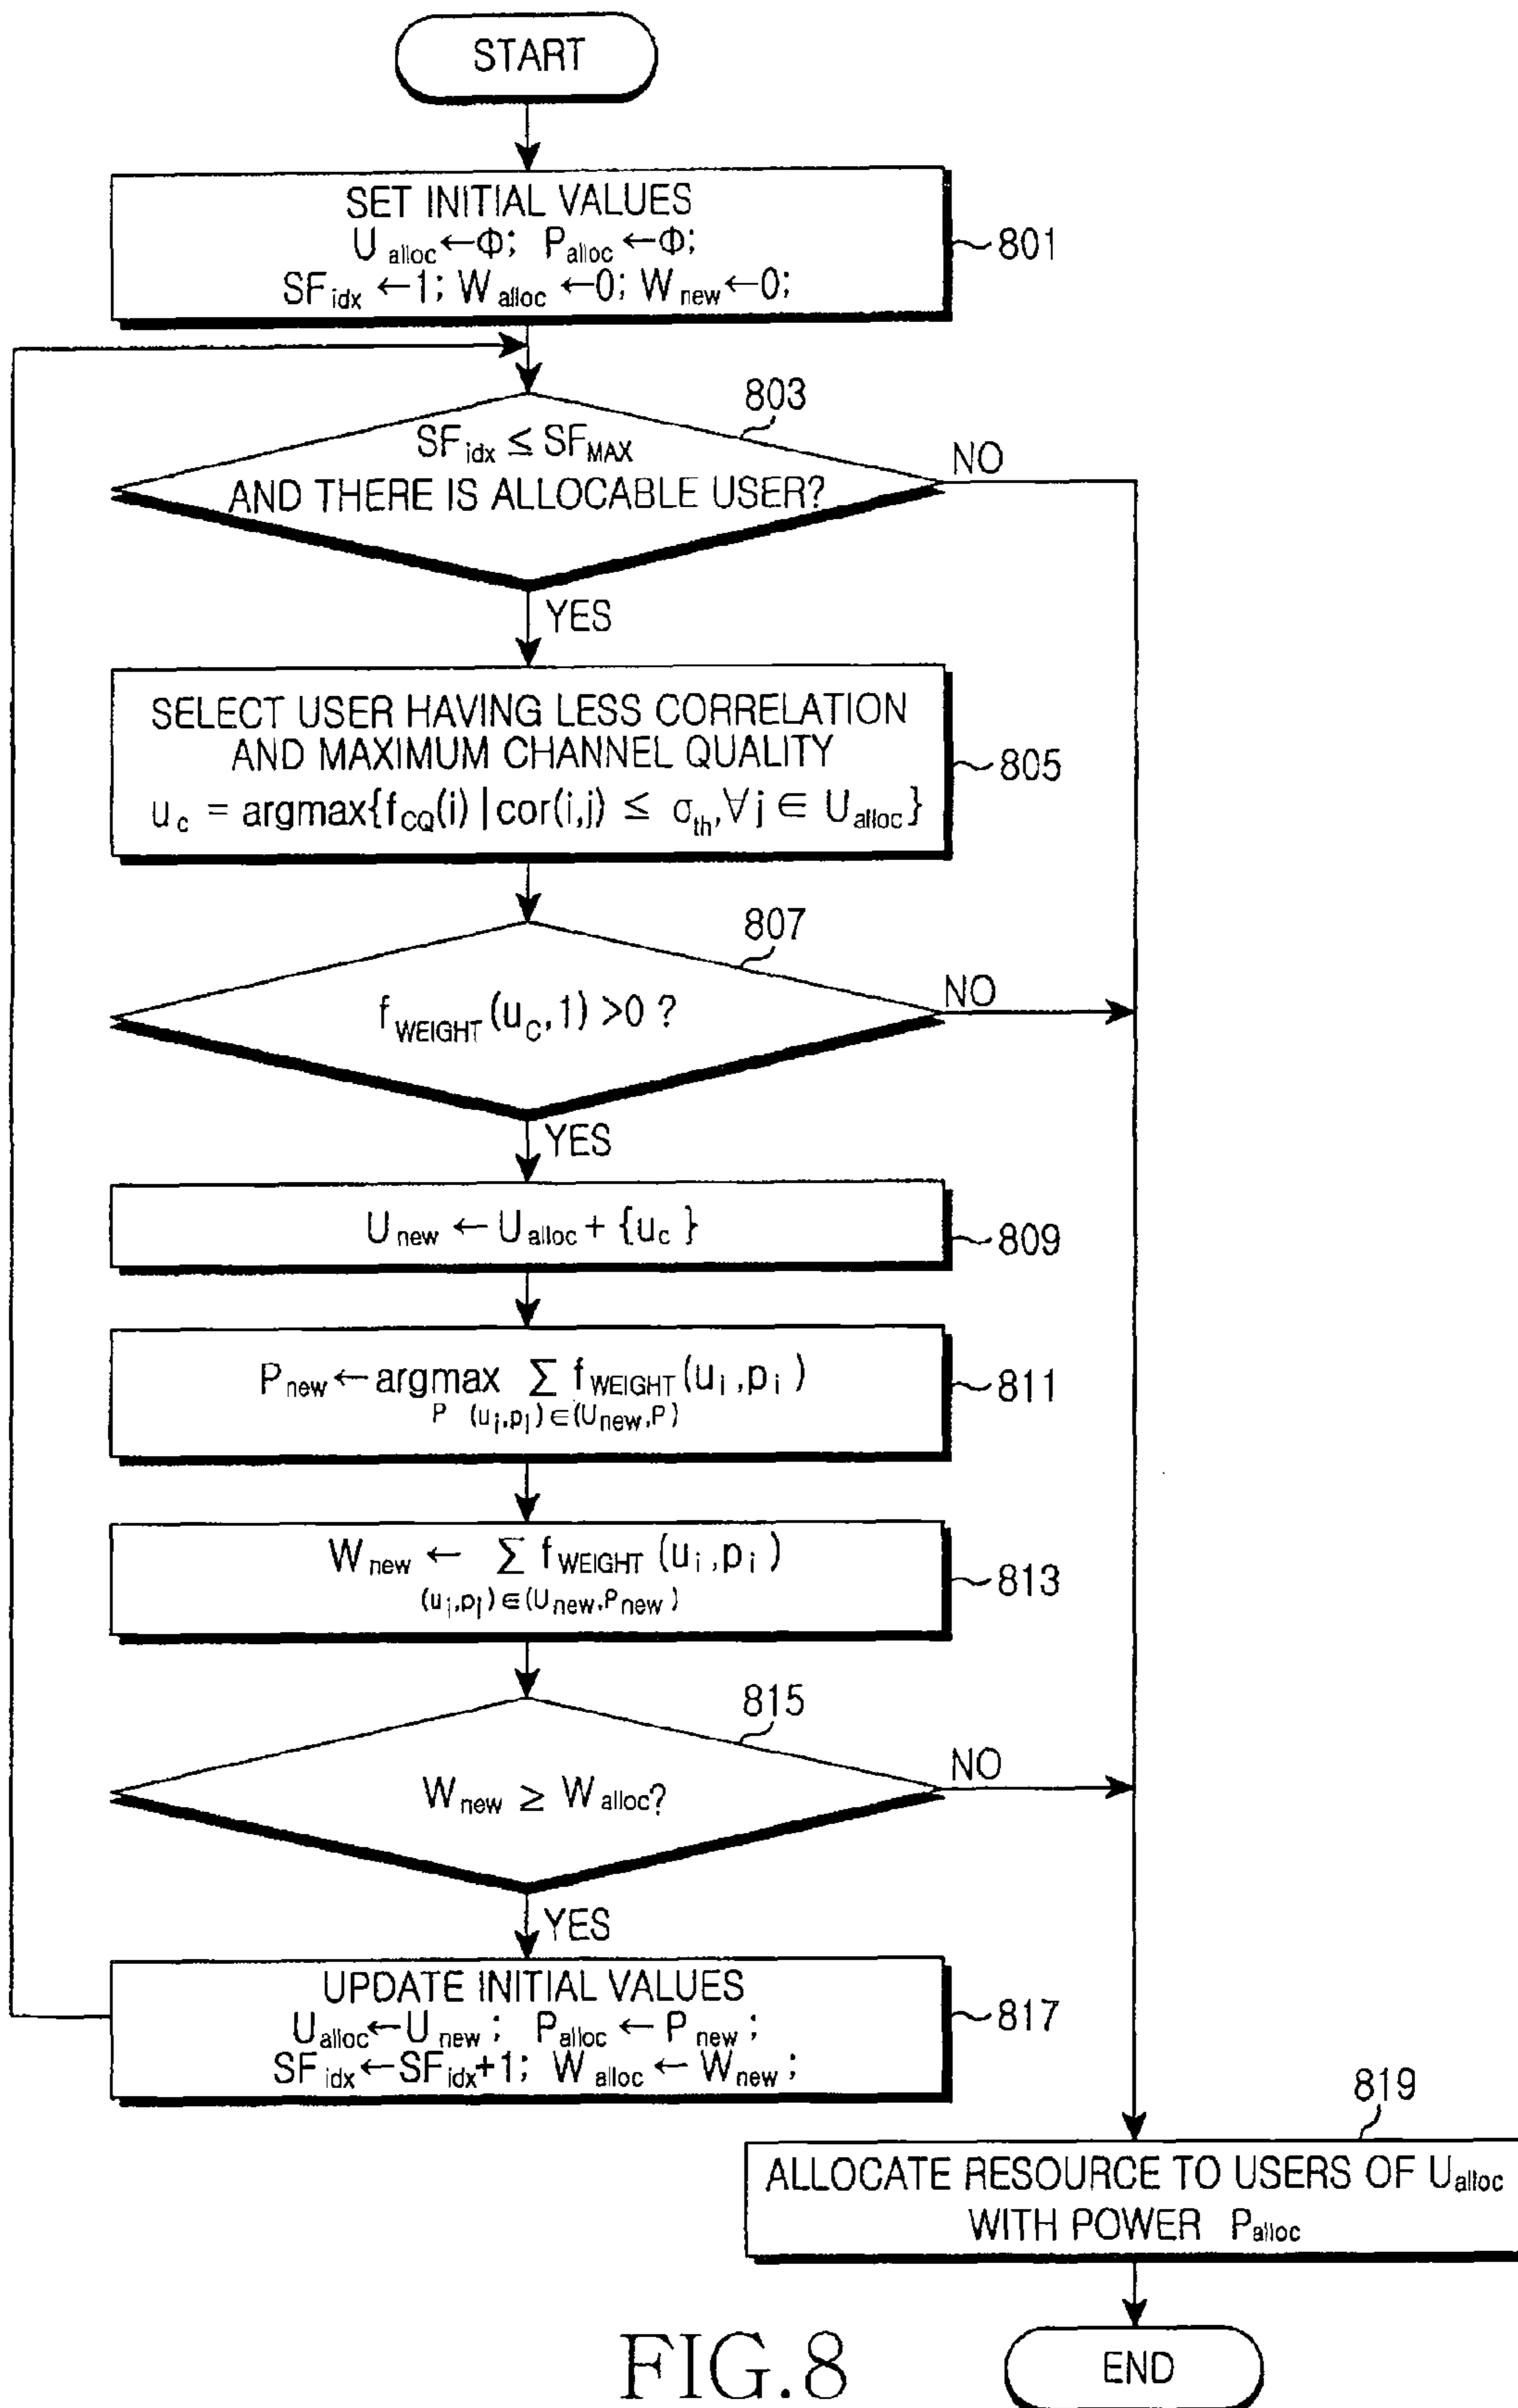 START
SET INITIAL VALUES
U alloc ←Φ; P alloc ←Φ;
SF idx ←1; W alloc ←0; W new ←0;
801
803
SF idx ≤ SF MAX
AND THERE IS ALLOCABLE USER?
NO
YES
SELECT USER HAVING LESS CORRELATION
AND MAXIMUM CHANNEL QUALITY
u c = argmax{f CQ (i) |cor(i,j) ≤ σ th ,∀j ∈ U alloc }
805
807
f WEIGHT (u C ,1) >0 ?
NO
YES
U new ← U alloc + {u c }
809
P new ← argmax Σ f WEIGHT (u i ,p i )
P (u i ,p i )∈(U new ,P)
811
W new ← Σ f WEIGHT (u i ,p i )
(u i ,p i )∈(U new ,P new )
813
815
W new ≥ W alloc ?
NO
YES
UPDATE INITIAL VALUES
U alloc ←U new ; P alloc ← P new ;
SF idx ←SF idx +1; W alloc ← W new ;
817
819
ALLOCATE RESOURCE TO USERS OF U alloc
WITH POWER P alloc
END
FIG.8